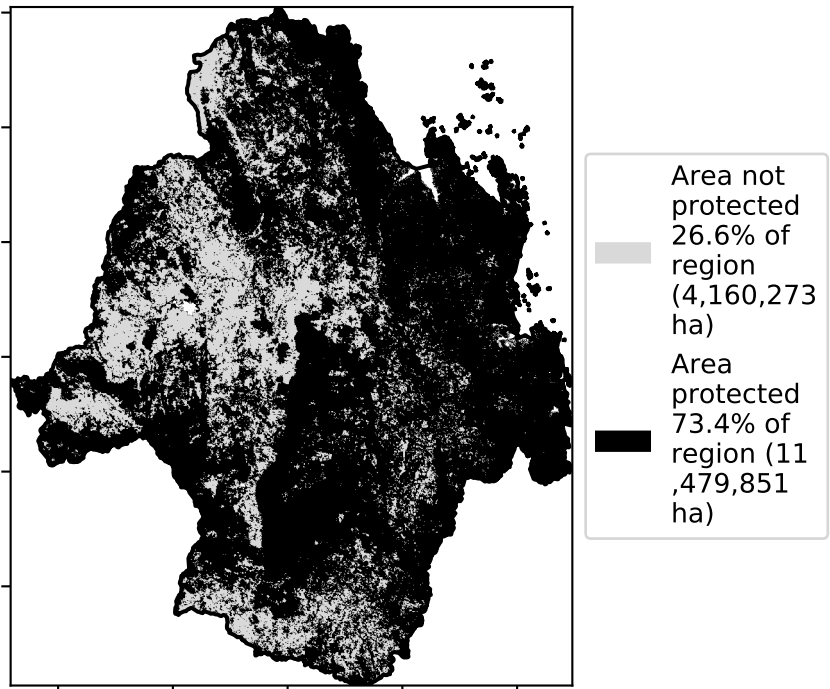 Area not
protected
26.6% of
region
(4,160,273
ha)
Area
protected
73.4% of
region (11
,479,851
ha)